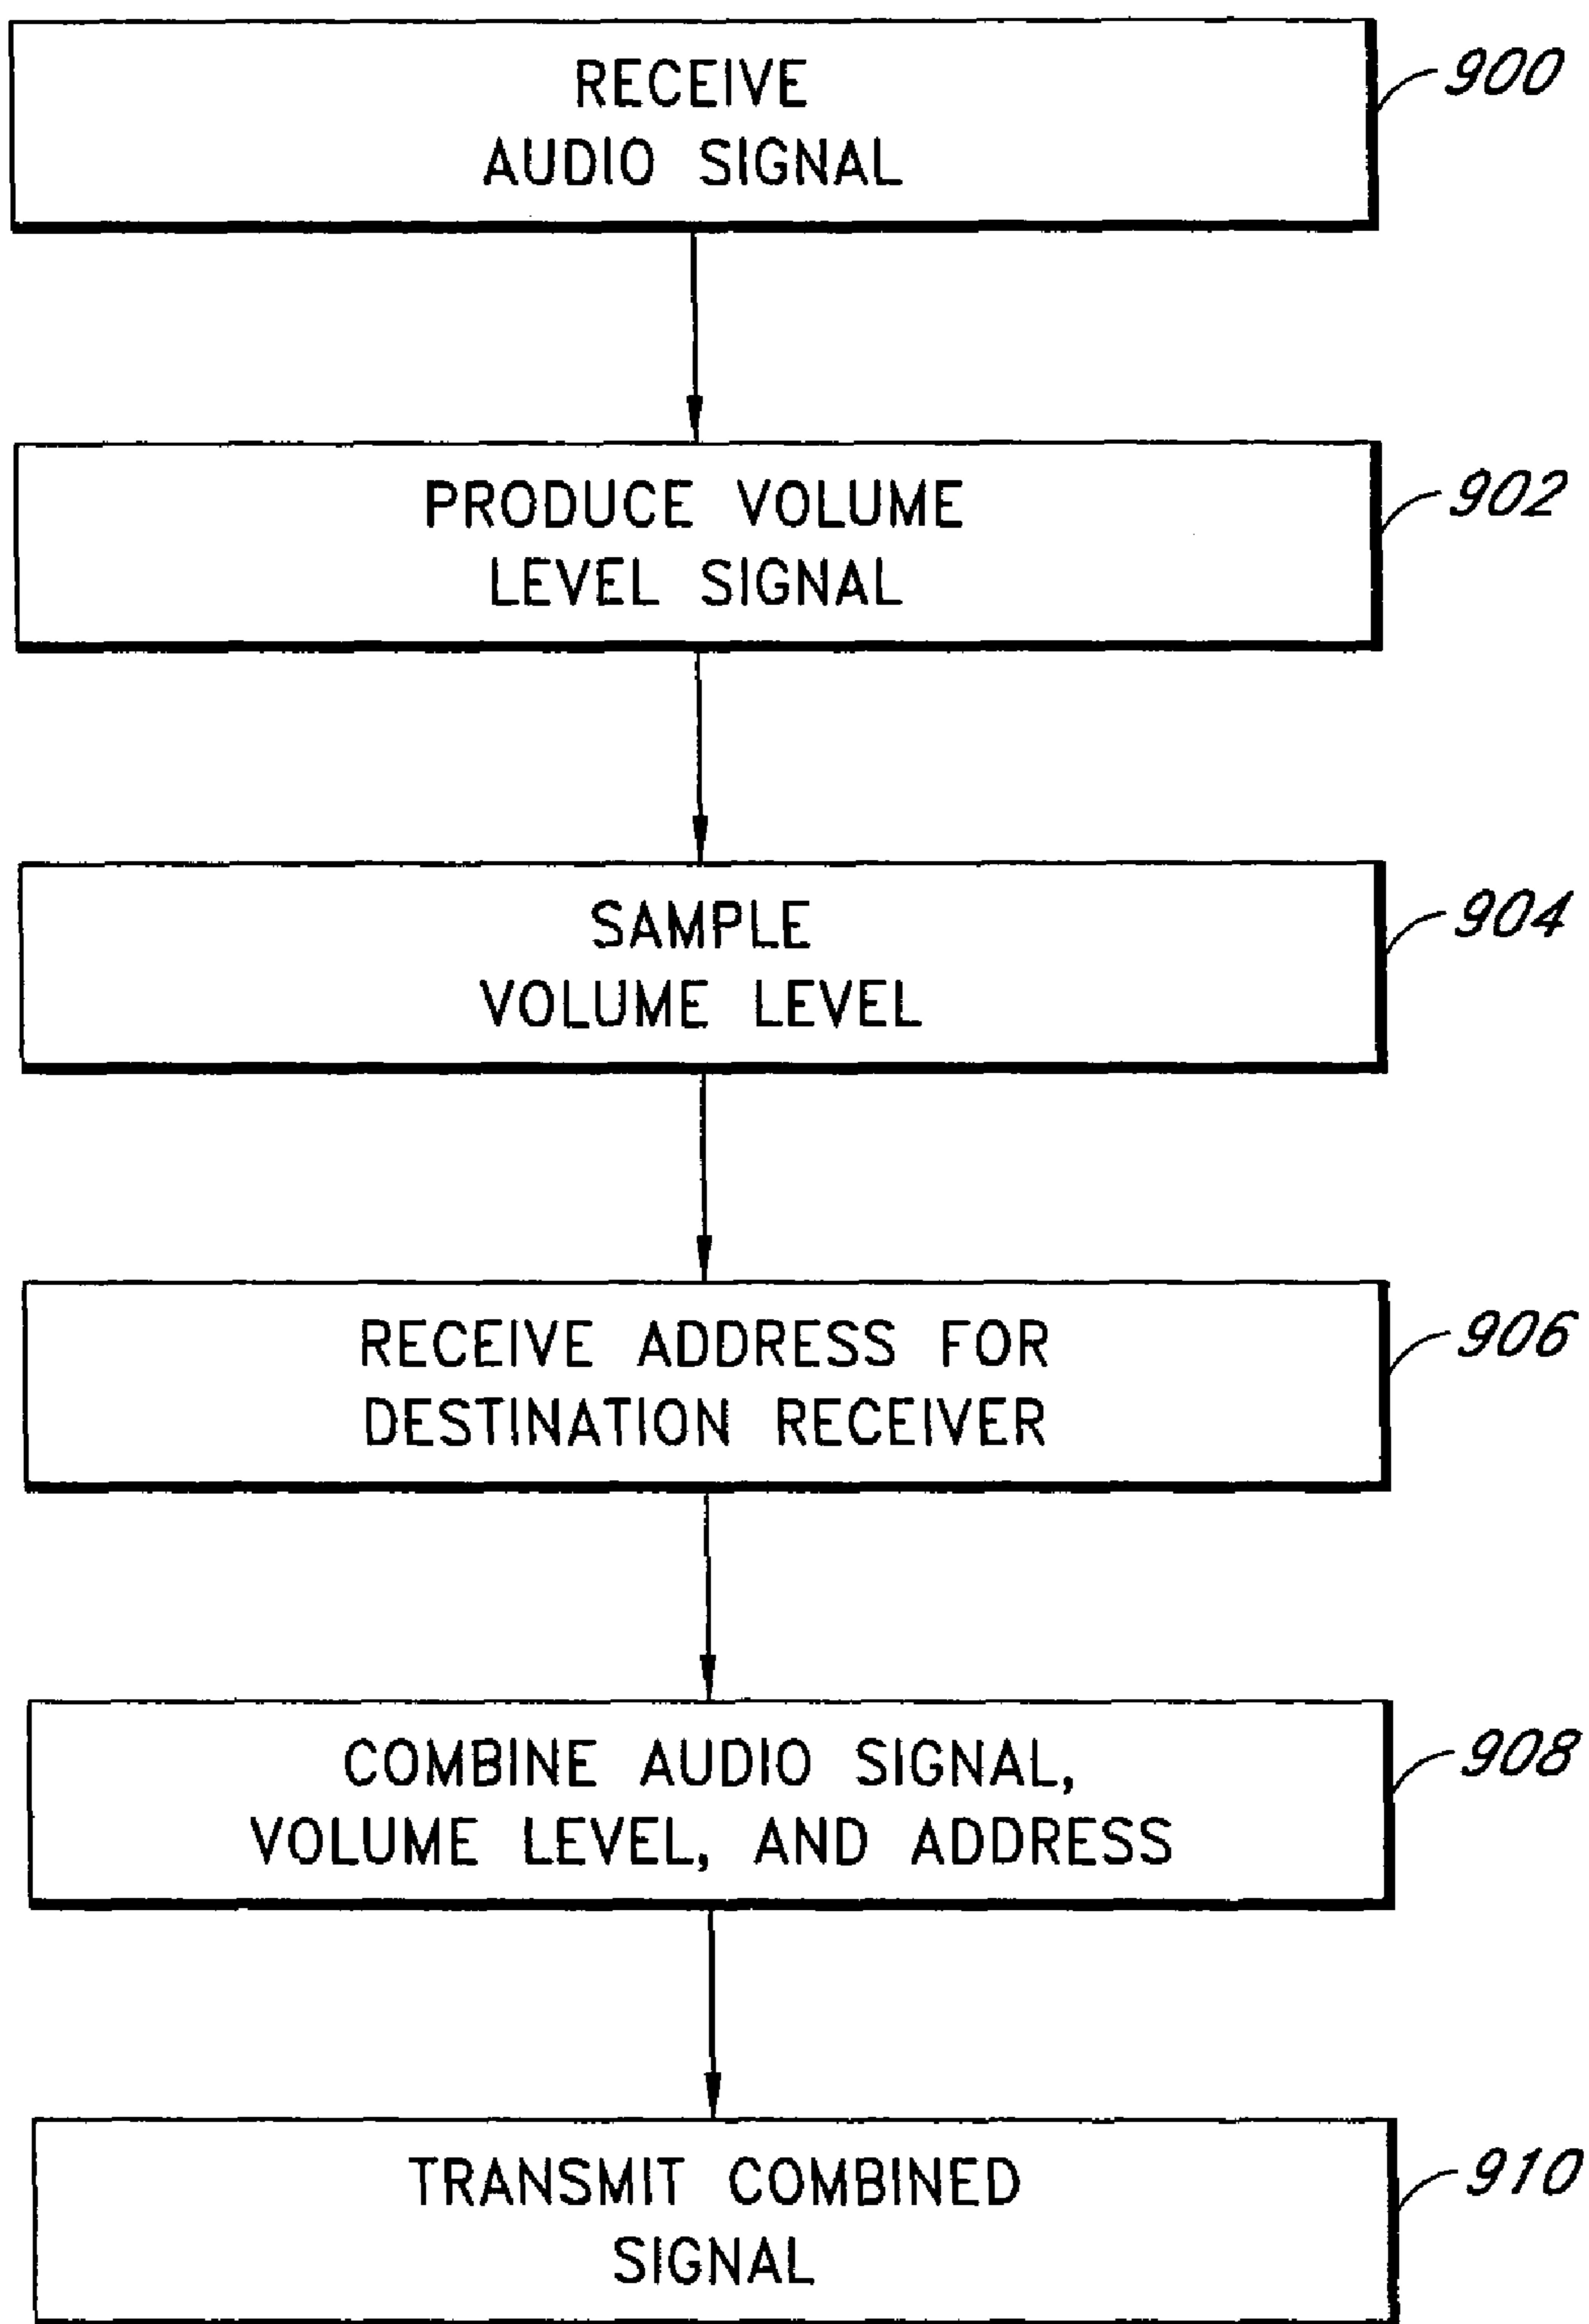 RECEIVE
AUDIO SIGNAL
900
PRODUCE VOLUME
LEVEL SIGNAL
902
SAMPLE
VOLUME LEVEL
904
RECEIVE ADDRESS FOR
DESTINATION RECEIVER
906
COMBINE AUDIO SIGNAL,
VOLUME LEVEL, AND ADDRESS
908
TRANSMIT COMBINED
SIGNAL
910